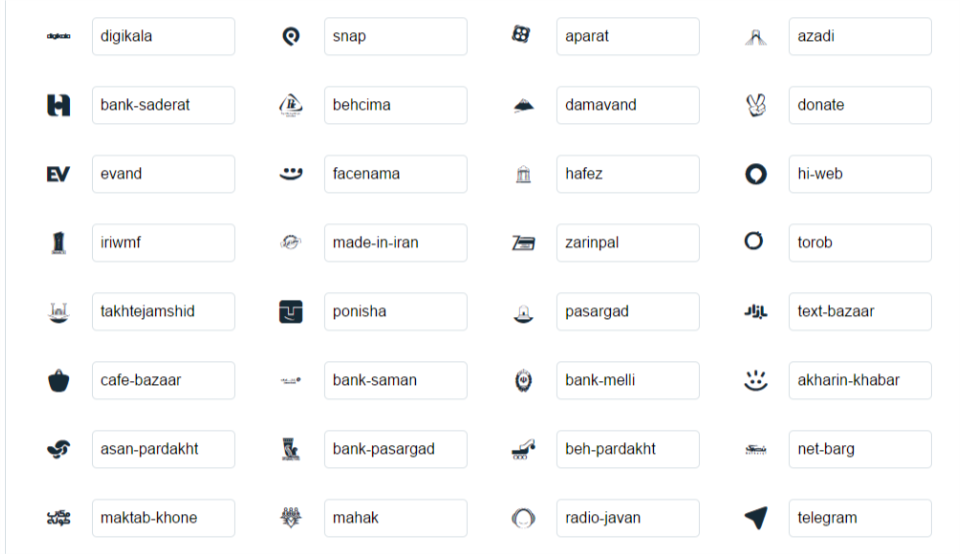 digikala digikala snap aparat azadi
bank-saderat behcima damavand donate
EV evand facenama hafez hi-web
iriwmf made-in-iran zarinpal torob
takhtejamshid ponisha pasargad بازار text-bazaar
cafe-bazaar bank-saman bank-melli akharin-khabar
asan-pardakht bank-pasargad beh-pardakht net-barg
مکتب خونه maktab-khone mahak radio-javan telegram